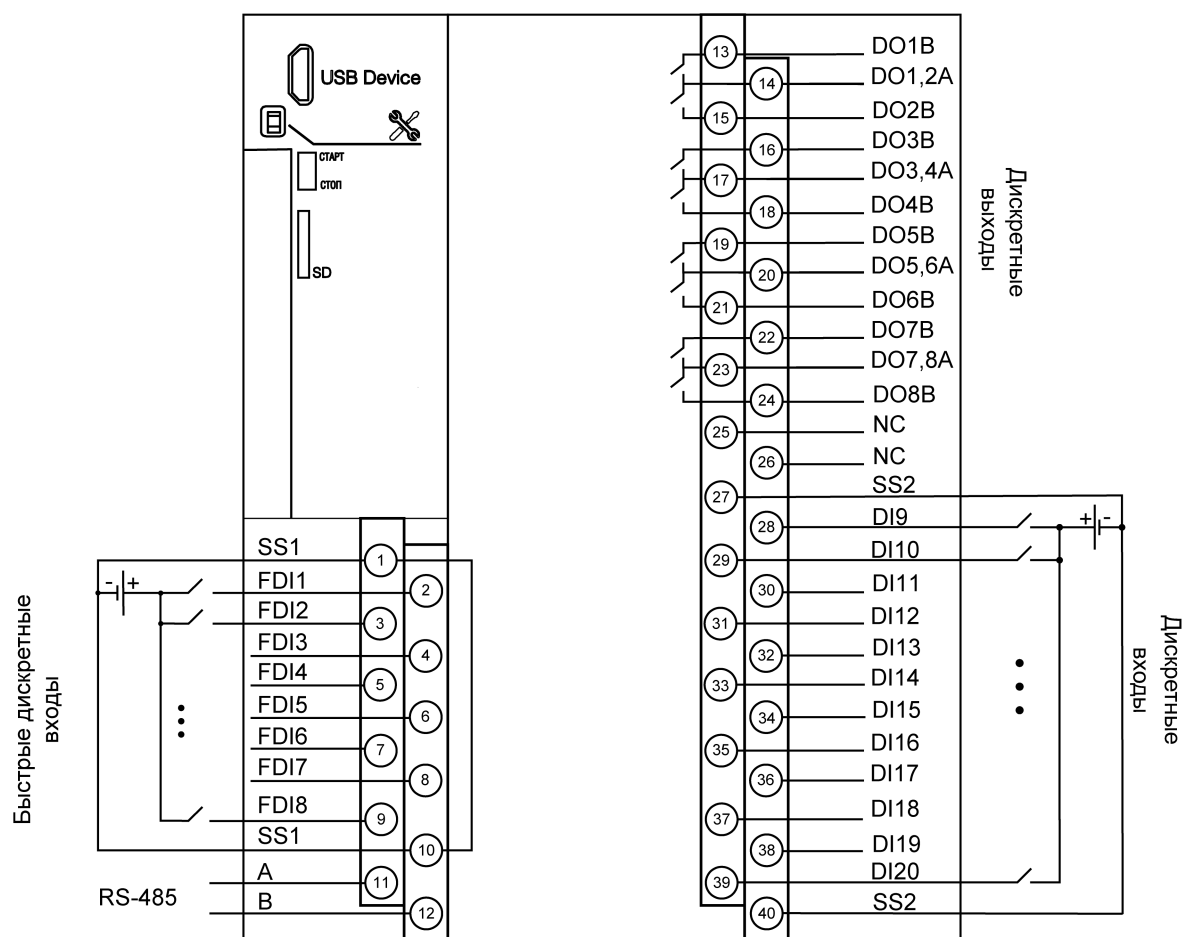 USB Device
СТАРТ
СТОП
SD
SS1
1
- +
FDI1
2
FDI2
3
FDI3
4
FDI4
5
FDI5
6
FDI6
7
FDI7
8
FDI8
9
SS1
10
Быстрые дискретные
входы
RS-485
A
11
B
12
13
DO1B
14
DO1,2A
15
DO2B
16
DO3B
17
DO3,4A
18
DO4B
19
DO5B
20
DO5,6A
21
DO6B
22
DO7B
23
DO7,8A
24
DO8B
Дискретные
выходы
25
NC
26
NC
27
SS2
28
DI9
+ -
29
DI10
30
DI11
31
DI12
32
DI13
33
DI14
34
DI15
35
DI16
36
DI17
37
DI18
38
DI19
39
DI20
40
SS2
Дискретные
входы